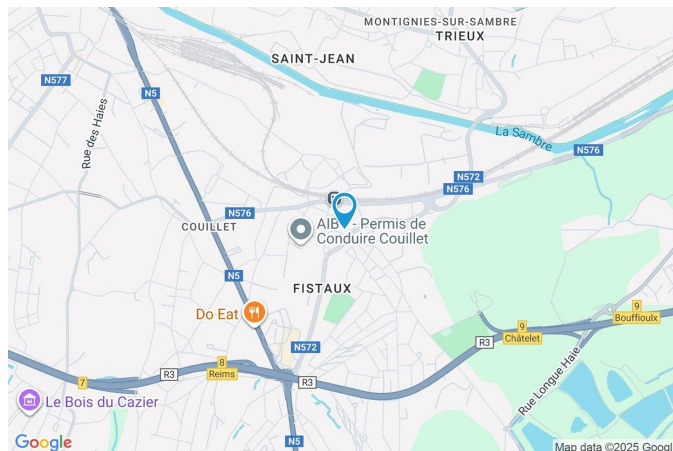 MONTIGNIES-SUR-SAMBRE
TRIEUX
SAINT-JEAN
N577
N5
Rue des Haies
La Sambre
N576
N572
N576
N576
COUILLET
AIB - Permis de
Conduire Couillet
N5
FISTAUX
Do Eat
9
Bouffioulx
9
Châtelet
R3
N572
8
Reims
R3
R3
7
Le Bois du Cazier
Rue Longue Haie
N5
Google
Map data ©2025 Googl